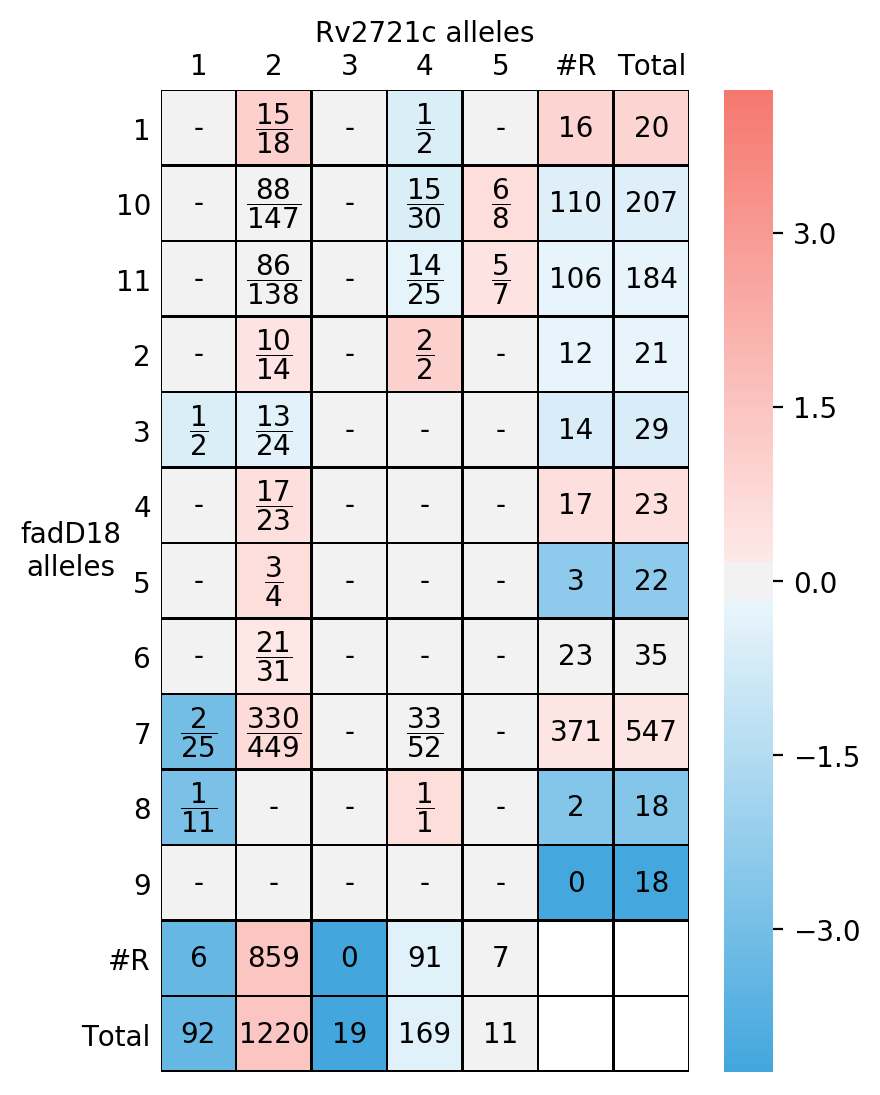 Rv2721c alleles
1 2 3 4 5 #R Total
1 - 15/18 - 1/2 - 16 20
10 - 88/147 - 15/30 6/8 110 207
11 - 86/138 - 14/25 5/7 106 184
2 - 10/14 - 2/2 - 12 21
3 1/2 13/24 - - - 14 29
4 - 17/23 - - - 17 23
fadD18
alleles
5 - 3/4 - - - 3 22
6 - 21/31 - - - 23 35
7 2/25 330/449 - 33/52 - 371 547
8 1/11 - - 1/1 - 2 18
9 - - - - - 0 18
#R 6 859 0 91 7
Total 92 1220 19 169 11
3.0
1.5
0.0
−1.5
−3.0